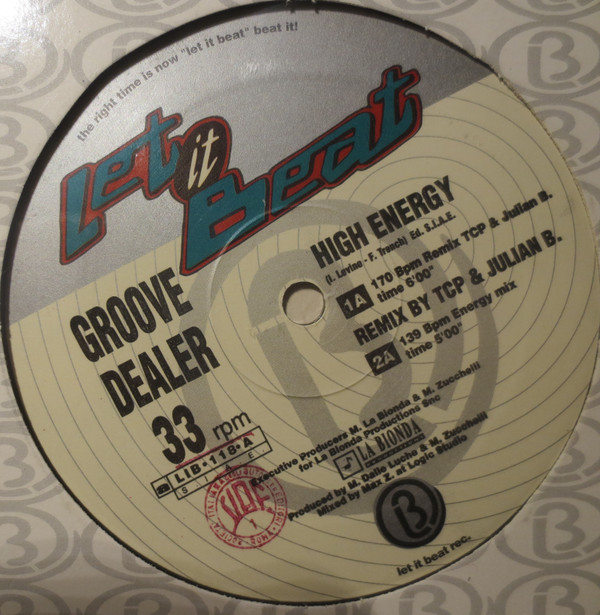 the right time is now "let it beat" beat it!
Let it Beat
HIGH ENERGY
(I. Levine - F. Trench) Ed. S.I.A.E.
1A 170 Bpm Remix TCP & Julian B.
time 6'00"
REMIX BY TCP & JULIAN B.
2A 139 Bpm Energy mix
time 5'00"
GROOVE
DEALER
33 rpm
LIB-118-A
S.I.A.E.
Executive Producers M. La Bionda & M. Zucchelli
for La Bionda Productions Snc
LA BIONDA
Produced by M. Dalle Luche & M. Zucchelli
Mixed by Max Z. at Logic Studio
let it beat rec.